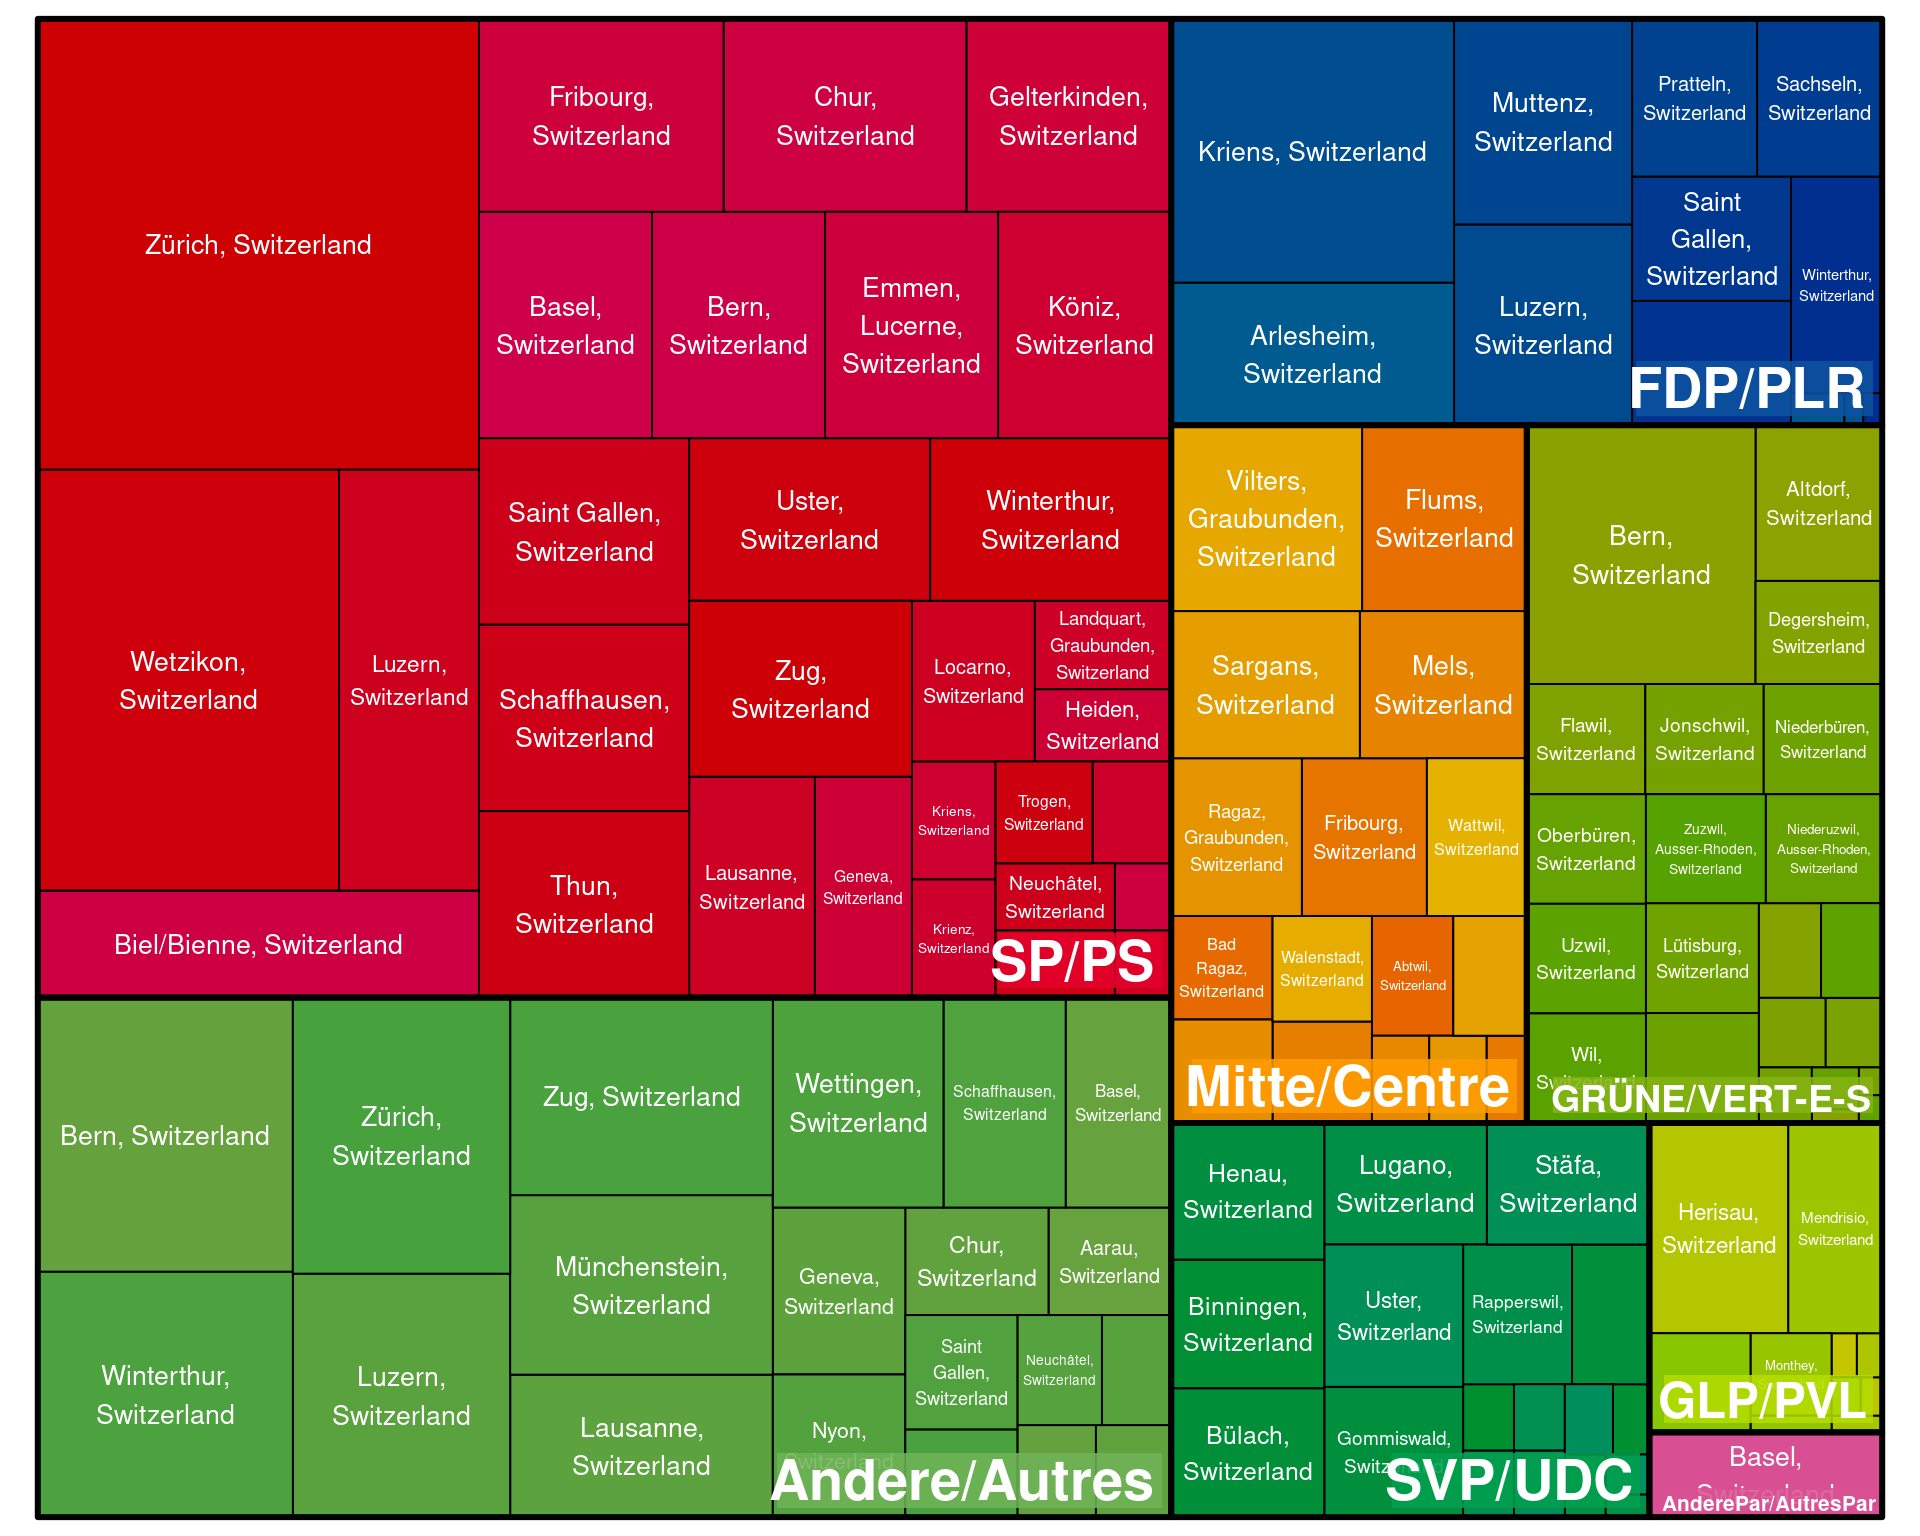 Zürich, Switzerland
Fribourg,
Switzerland
Chur,
Switzerland
Gelterkinden,
Switzerland
Basel,
Switzerland
Bern,
Switzerland
Emmen,
Lucerne,
Switzerland
Köniz,
Switzerland
Wetzikon,
Switzerland
Luzern,
Switzerland
Biel/Bienne, Switzerland
Saint Gallen,
Switzerland
Uster,
Switzerland
Winterthur,
Switzerland
Schaffhausen,
Switzerland
Zug,
Switzerland
Locarno,
Switzerland
Landquart,
Graubunden,
Switzerland
Heiden,
Switzerland
Thun,
Switzerland
Lausanne,
Switzerland
Geneva,
Switzerland
Kriens,
Switzerland
Trogen,
Switzerland
Krienz,
Switzerland
Neuchâtel,
Switzerland
SP/PS
Kriens, Switzerland
Muttenz,
Switzerland
Pratteln,
Switzerland
Sachseln,
Switzerland
Arlesheim,
Switzerland
Luzern,
Switzerland
Saint
Gallen,
Switzerland
Winterthur,
Switzerland
FDP/PLR
Vilters,
Graubunden,
Switzerland
Flums,
Switzerland
Sargans,
Switzerland
Mels,
Switzerland
Ragaz,
Graubunden,
Switzerland
Fribourg,
Switzerland
Wattwil,
Switzerland
Bad
Ragaz,
Switzerland
Walenstadt,
Switzerland
Abtwil,
Switzerland
Mitte/Centre
Bern,
Switzerland
Altdorf,
Switzerland
Degersheim,
Switzerland
Flawil,
Switzerland
Jonschwil,
Switzerland
Niederbüren,
Switzerland
Oberbüren,
Switzerland
Zuzwil,
Ausser-Rhoden,
Switzerland
Niederuzwil,
Ausser-Rhoden,
Switzerland
Uzwil,
Switzerland
Lütisburg,
Switzerland
Wil,
Switzerland
GRÜNE/VERT-E-S
Bern, Switzerland
Zürich,
Switzerland
Zug, Switzerland
Wettingen,
Switzerland
Schaffhausen,
Switzerland
Basel,
Switzerland
Winterthur,
Switzerland
Luzern,
Switzerland
Münchenstein,
Switzerland
Lausanne,
Switzerland
Geneva,
Switzerland
Chur,
Switzerland
Aarau,
Switzerland
Saint
Gallen,
Switzerland
Neuchâtel,
Switzerland
Nyon,
Switzerland
Andere/Autres
Henau,
Switzerland
Lugano,
Switzerland
Stäfa,
Switzerland
Binningen,
Switzerland
Uster,
Switzerland
Rapperswil,
Switzerland
Bülach,
Switzerland
Gommiswald,
Switzerland
SVP/UDC
Herisau,
Switzerland
Mendrisio,
Switzerland
Monthey,
GLP/PVL
Basel,
Switzerland
AnderePar/AutresPar